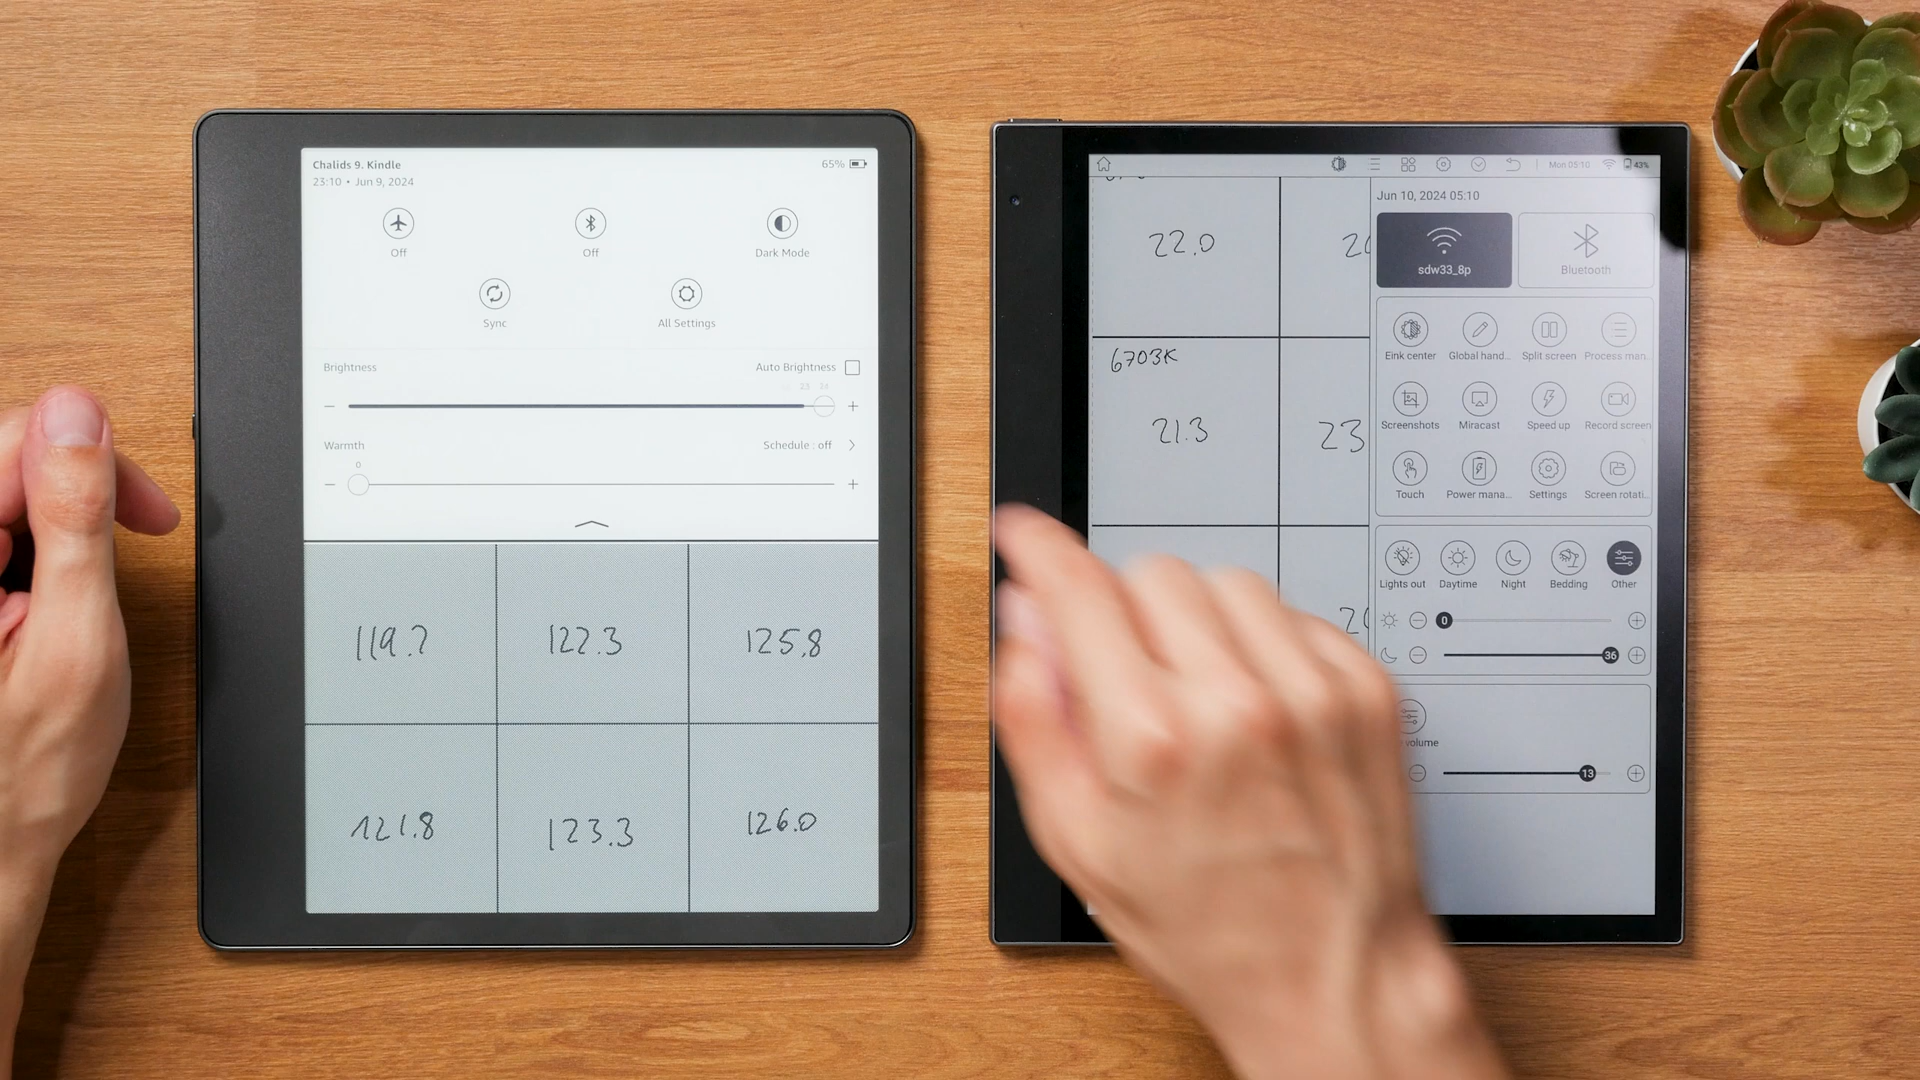 Chalids 9. Kindle
65%
23:10 • Jun 9, 2024
Off
Off
Dark Mode
Sync
All Settings
Brightness
Auto Brightness
23
24
− +
Warmth
Schedule : off >
0
− +
119.7 122.3 125.8
121.8 123.3 126.0
Mon 05:10
43%
22.0
6703K
21.3
23
Jun 10, 2024 05:10
sdw33_8p
Bluetooth
Eink center Global hand... Split screen Process man...
Screenshots Miracast Speed up Record screen
Touch Power mana... Settings Screen rotati...
Lights out Daytime Night Bedding Other
0
36
volume
13